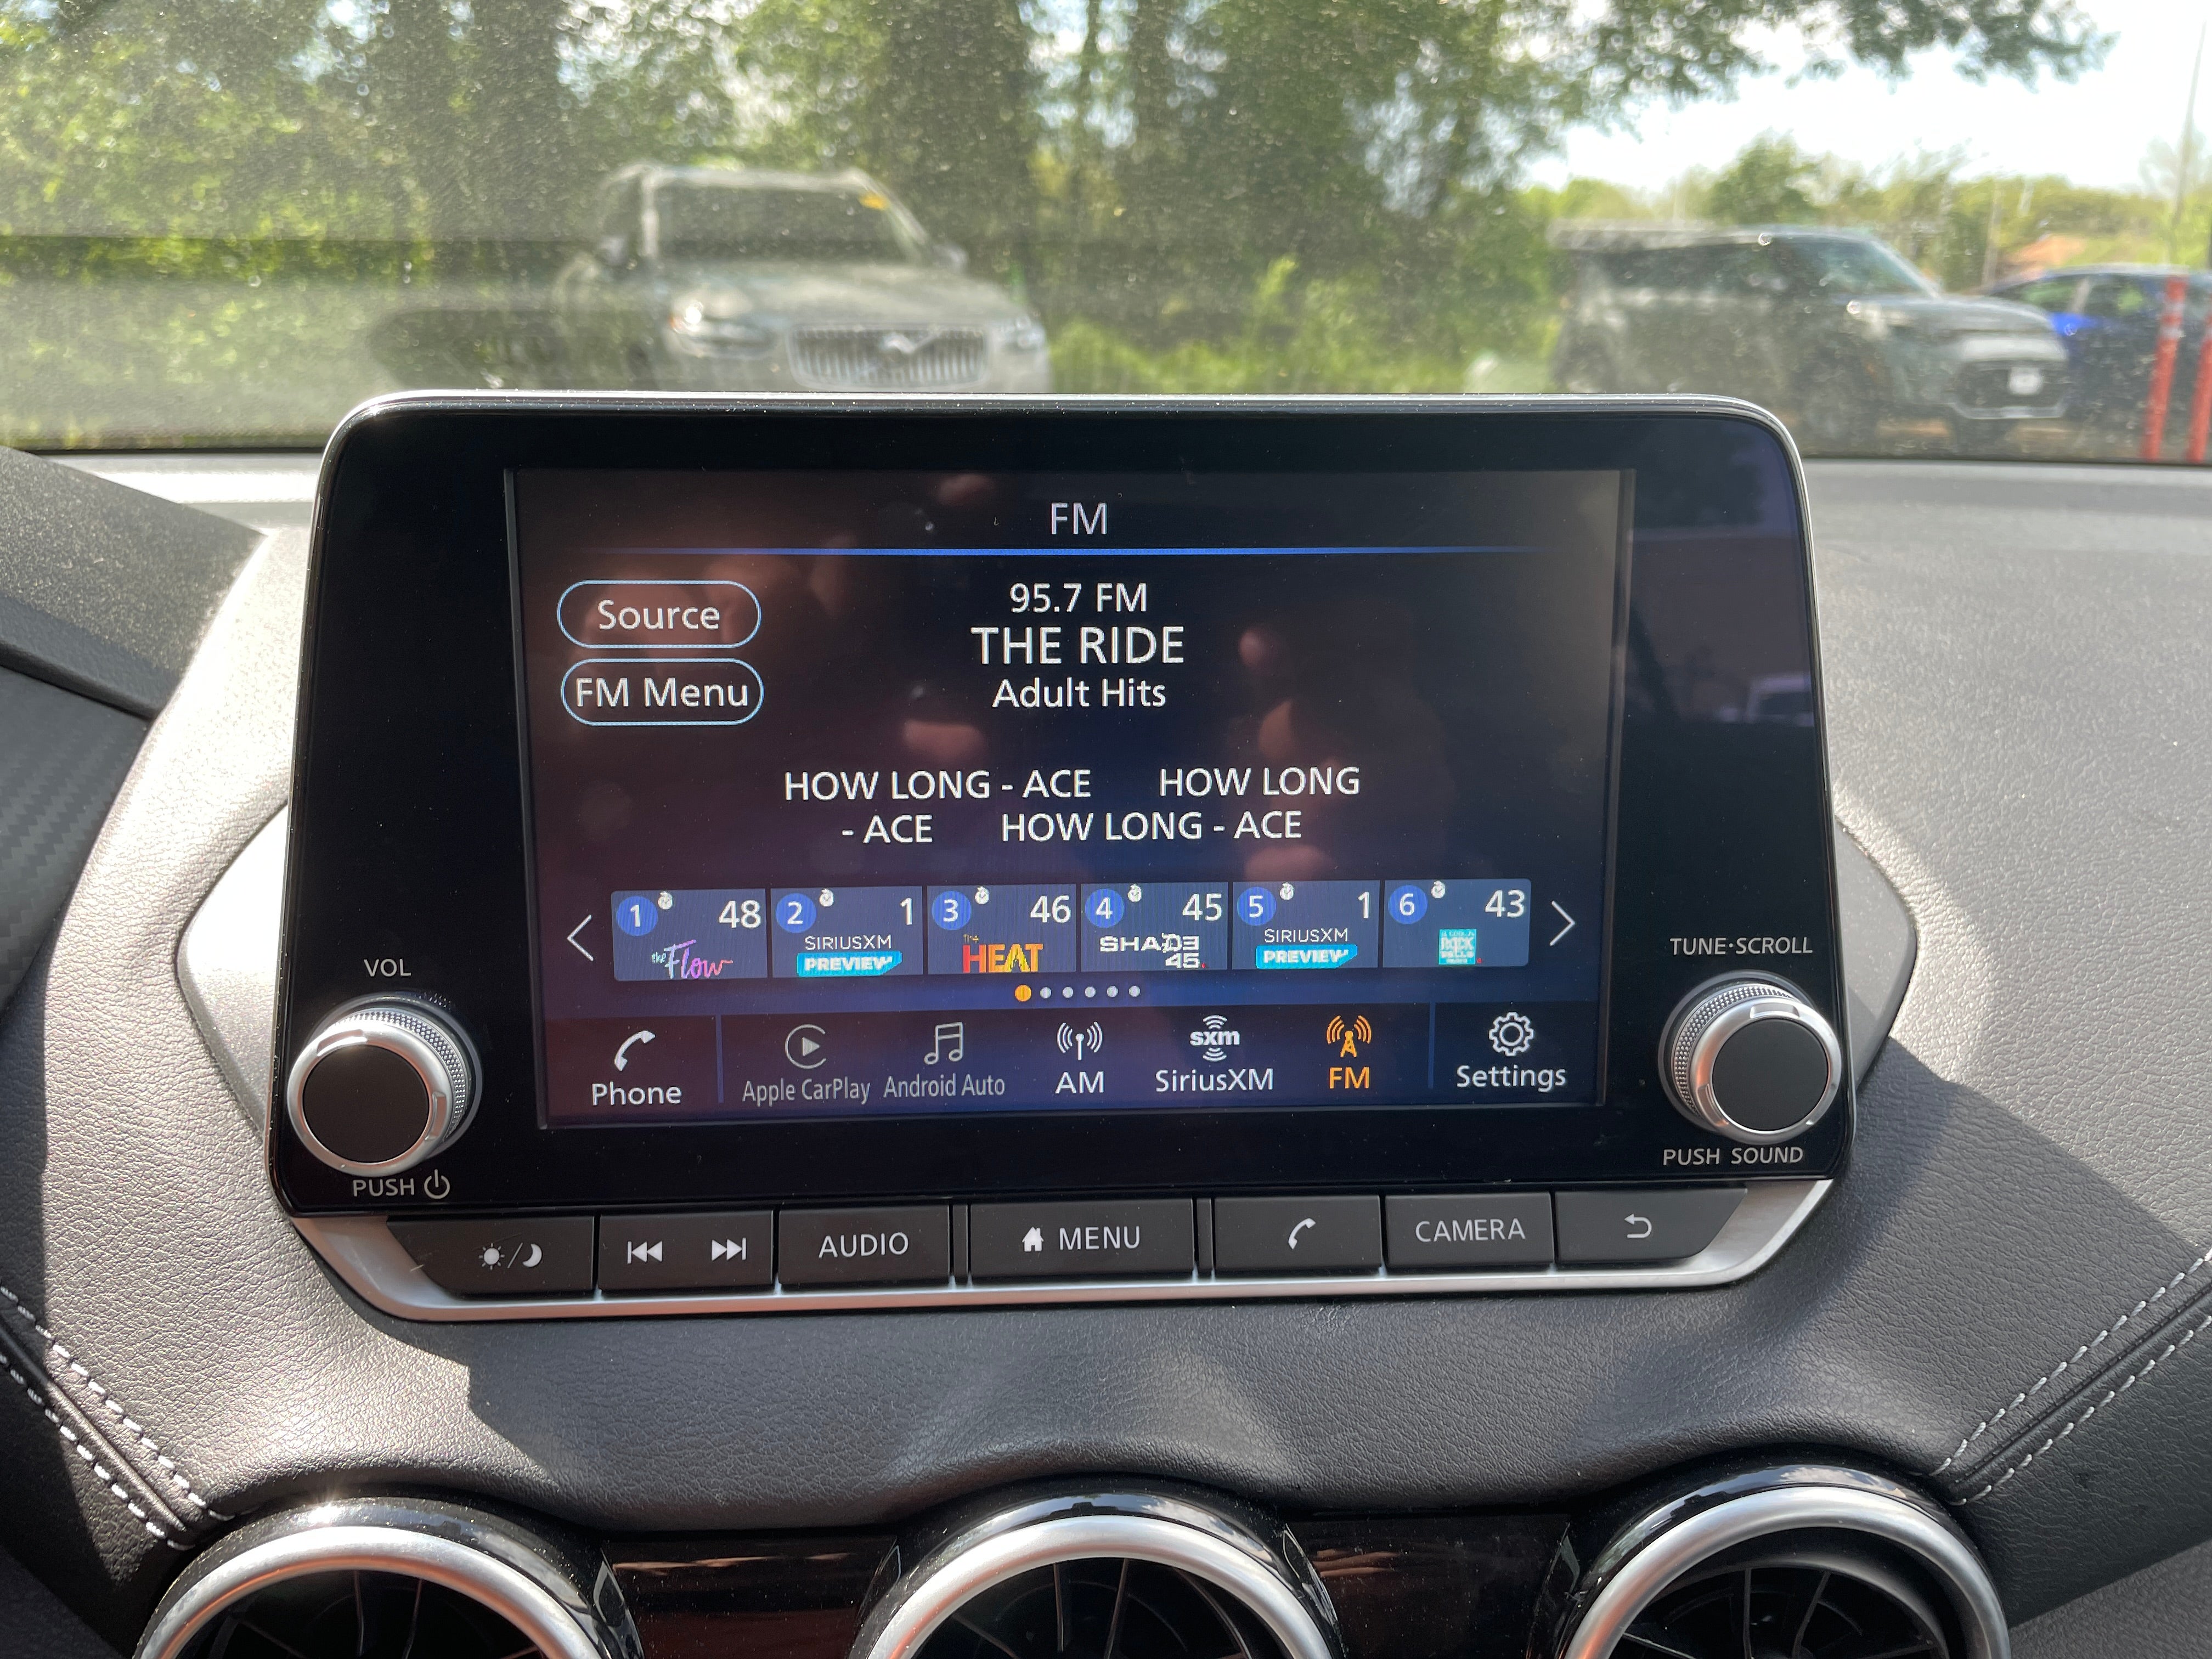 FM
Source
95.7 FM
THE RIDE
FM Menu
Adult Hits
HOW LONG - ACE HOW LONG
- ACE HOW LONG - ACE
1 48 2 1 3 46 4 45 5 1 6 43
the Flow
SIRIUSXM
PREVIEW
the
HEAT
SHADE
45
SIRIUSXM
PREVIEW
ROCK
BELLS
Phone
Apple CarPlay
Android Auto
AM
sxm
SiriusXM
FM
Settings
VOL
PUSH
TUNE·SCROLL
PUSH SOUND
AUDIO
MENU
CAMERA